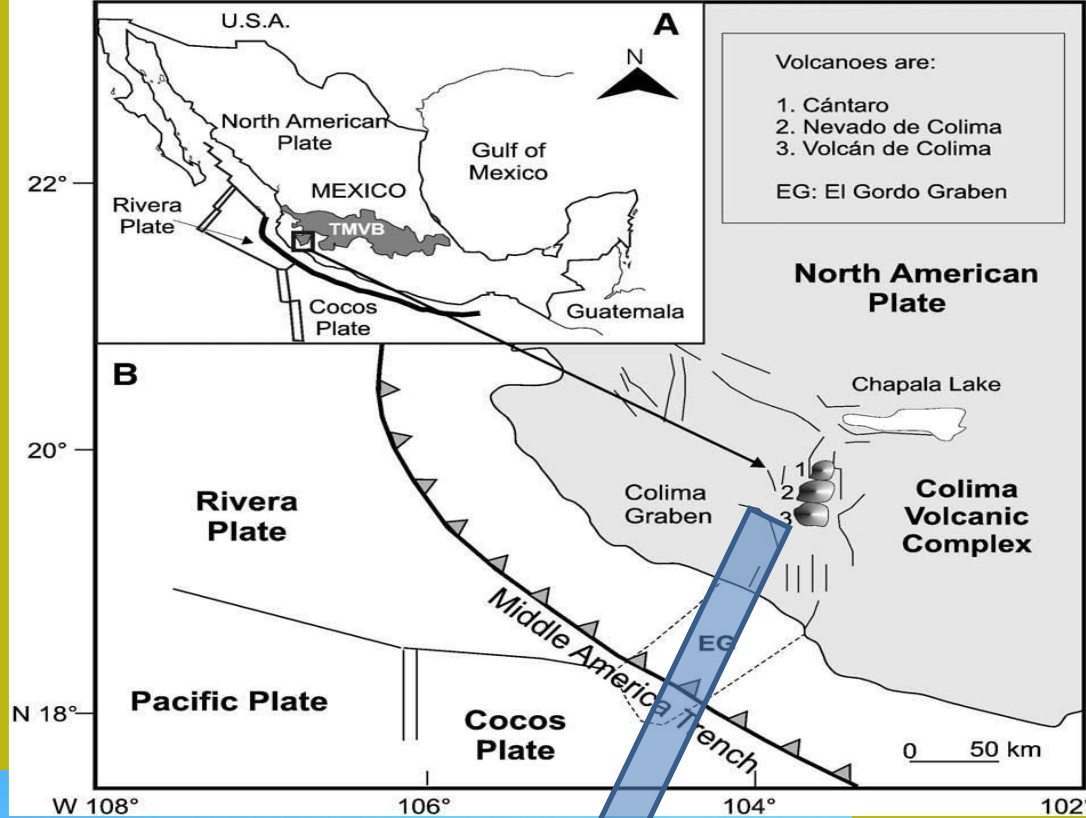 U.S.A.
A
N
North American
Plate
Gulf of
Mexico
MEXICO
TMVB
Rivera
Plate
Cocos
Plate
Guatemala
Volcanoes are:
1. Cántaro
2. Nevado de Colima
3. Volcán de Colima
EG: El Gordo Graben
22°
North American
Plate
B
Chapala Lake
20°
1
2
3
Colima
Graben
Colima
Volcanic
Complex
Rivera
Plate
Middle America Trench
EG
Pacific Plate
Cocos
Plate
N 18°
0 50 km
W 108°
106°
104°
102°